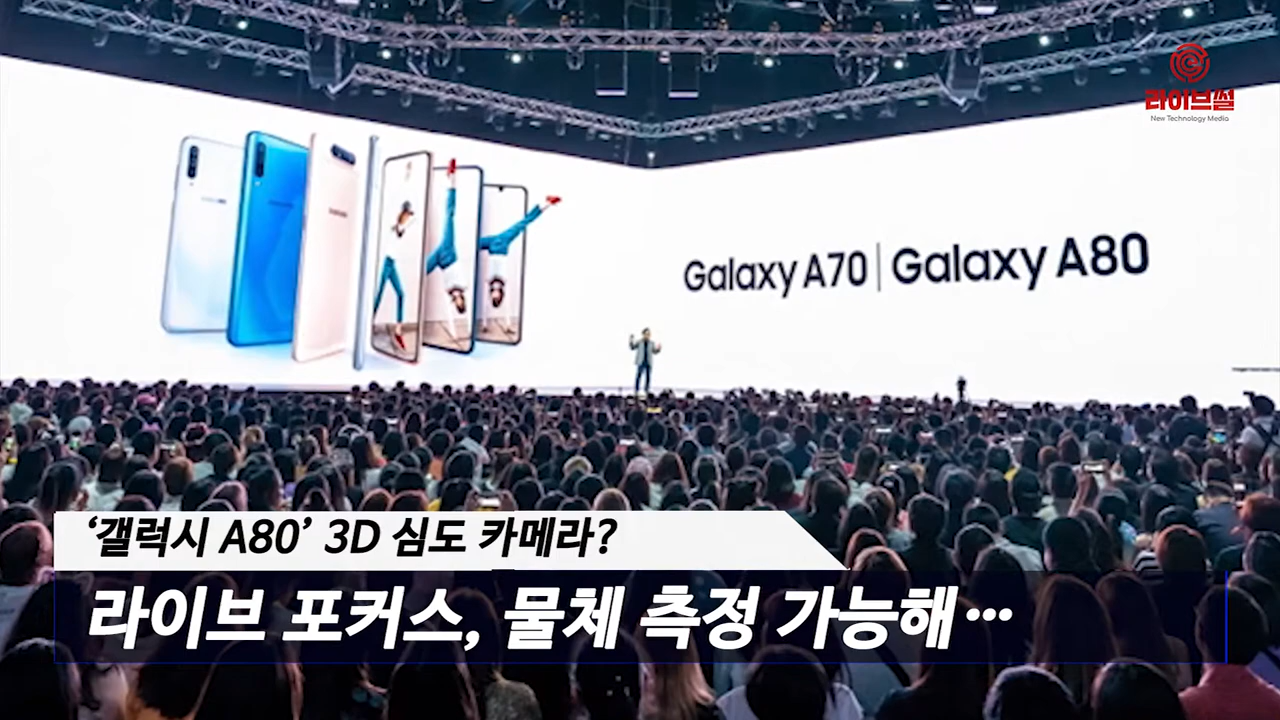 라이브썰
New Technology Media
SAMSUNG
Galaxy A70 | Galaxy A80
‘갤럭시 A80’ 3D 심도 카메라?
라이브 포커스, 물체 측정 가능해…